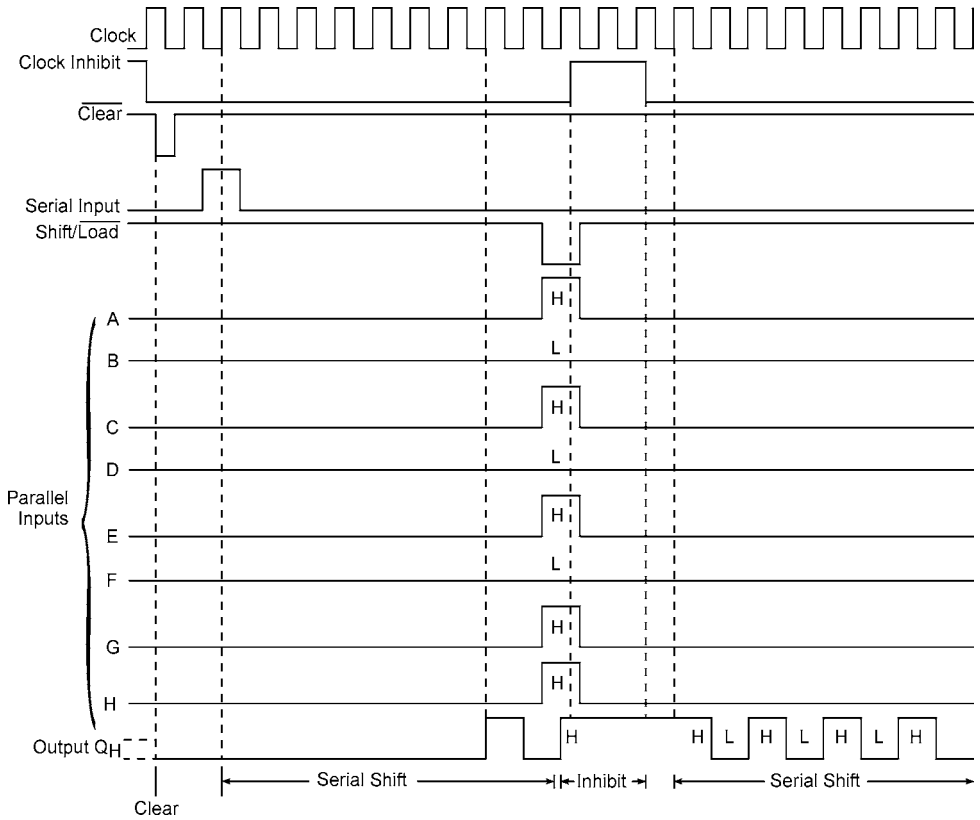 Clock
Clock Inhibit
Clear
Serial Input
Shift/Load
H
A
L
B
H
C
L
D
Parallel
Inputs
H
E
L
F
H
G
H
H
Output QH
H H L H L H L H
Serial Shift Inhibit Serial Shift
Clear